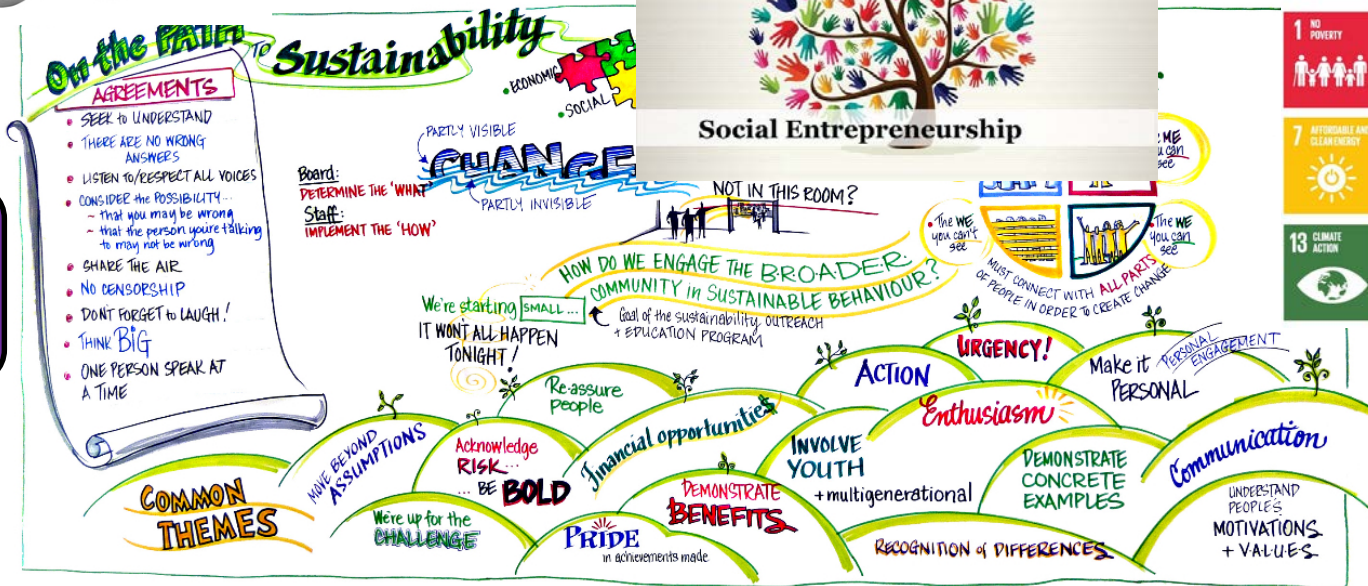 On the PATH TO Sustainability
AGREEMENTS
• SEEK to UNDERSTAND
• THERE ARE NO WRONG
ANSWERS
• LISTEN TO/RESPECT ALL VOICES
• CONSIDER the POSSIBILITY...
~ that you may be wrong
~ that the person you're talking
to may not be wrong
• SHARE THE AIR
• NO CENSORSHIP
• DON'T FORGET to LAUGH!
• THINK BIG
• ONE PERSON SPEAK AT
A TIME
• ECONOMIC
• SOCIAL
PARTLY VISIBLE
CHANGE
PARTLY INVISIBLE
Board:
DETERMINE THE 'WHAT'
Staff:
IMPLEMENT THE 'HOW'
Social Entrepreneurship
NOT IN THIS ROOM?
HOW DO WE ENGAGE THE BROADER
COMMUNITY in SUSTAINABLE BEHAVIOUR?
Goal of the sustainability OUTREACH
+ EDUCATION PROGRAM
We're starting SMALL...
IT WON'T ALL HAPPEN
TONIGHT!
ME
can
see
• The WE
you can't
see
• The WE
you can
see
MUST CONNECT WITH ALL PARTS
OF PEOPLE IN ORDER TO CREATE CHANGE
1 NO
POVERTY
7 AFFORDABLE AND
CLEAN ENERGY
13 CLIMATE
ACTION
COMMON
THEMES
MOVE BEYOND
ASSUMPTIONS
Acknowledge
RISK...
... BE BOLD
We're up for the
CHALLENGE
Re-assure
people
Financial opportunities
PRIDE
in achievements made
DEMONSTRATE
BENEFITS
INVOLVE
YOUTH
+ multigenerational
ACTION
URGENCY!
Enthusiasm
Make it
PERSONAL
PERSONAL
ENGAGEMENT
DEMONSTRATE
CONCRETE
EXAMPLES
RECOGNITION of DIFFERENCES
Communication
UNDERSTAND
PEOPLE'S
MOTIVATIONS
+ VALUES